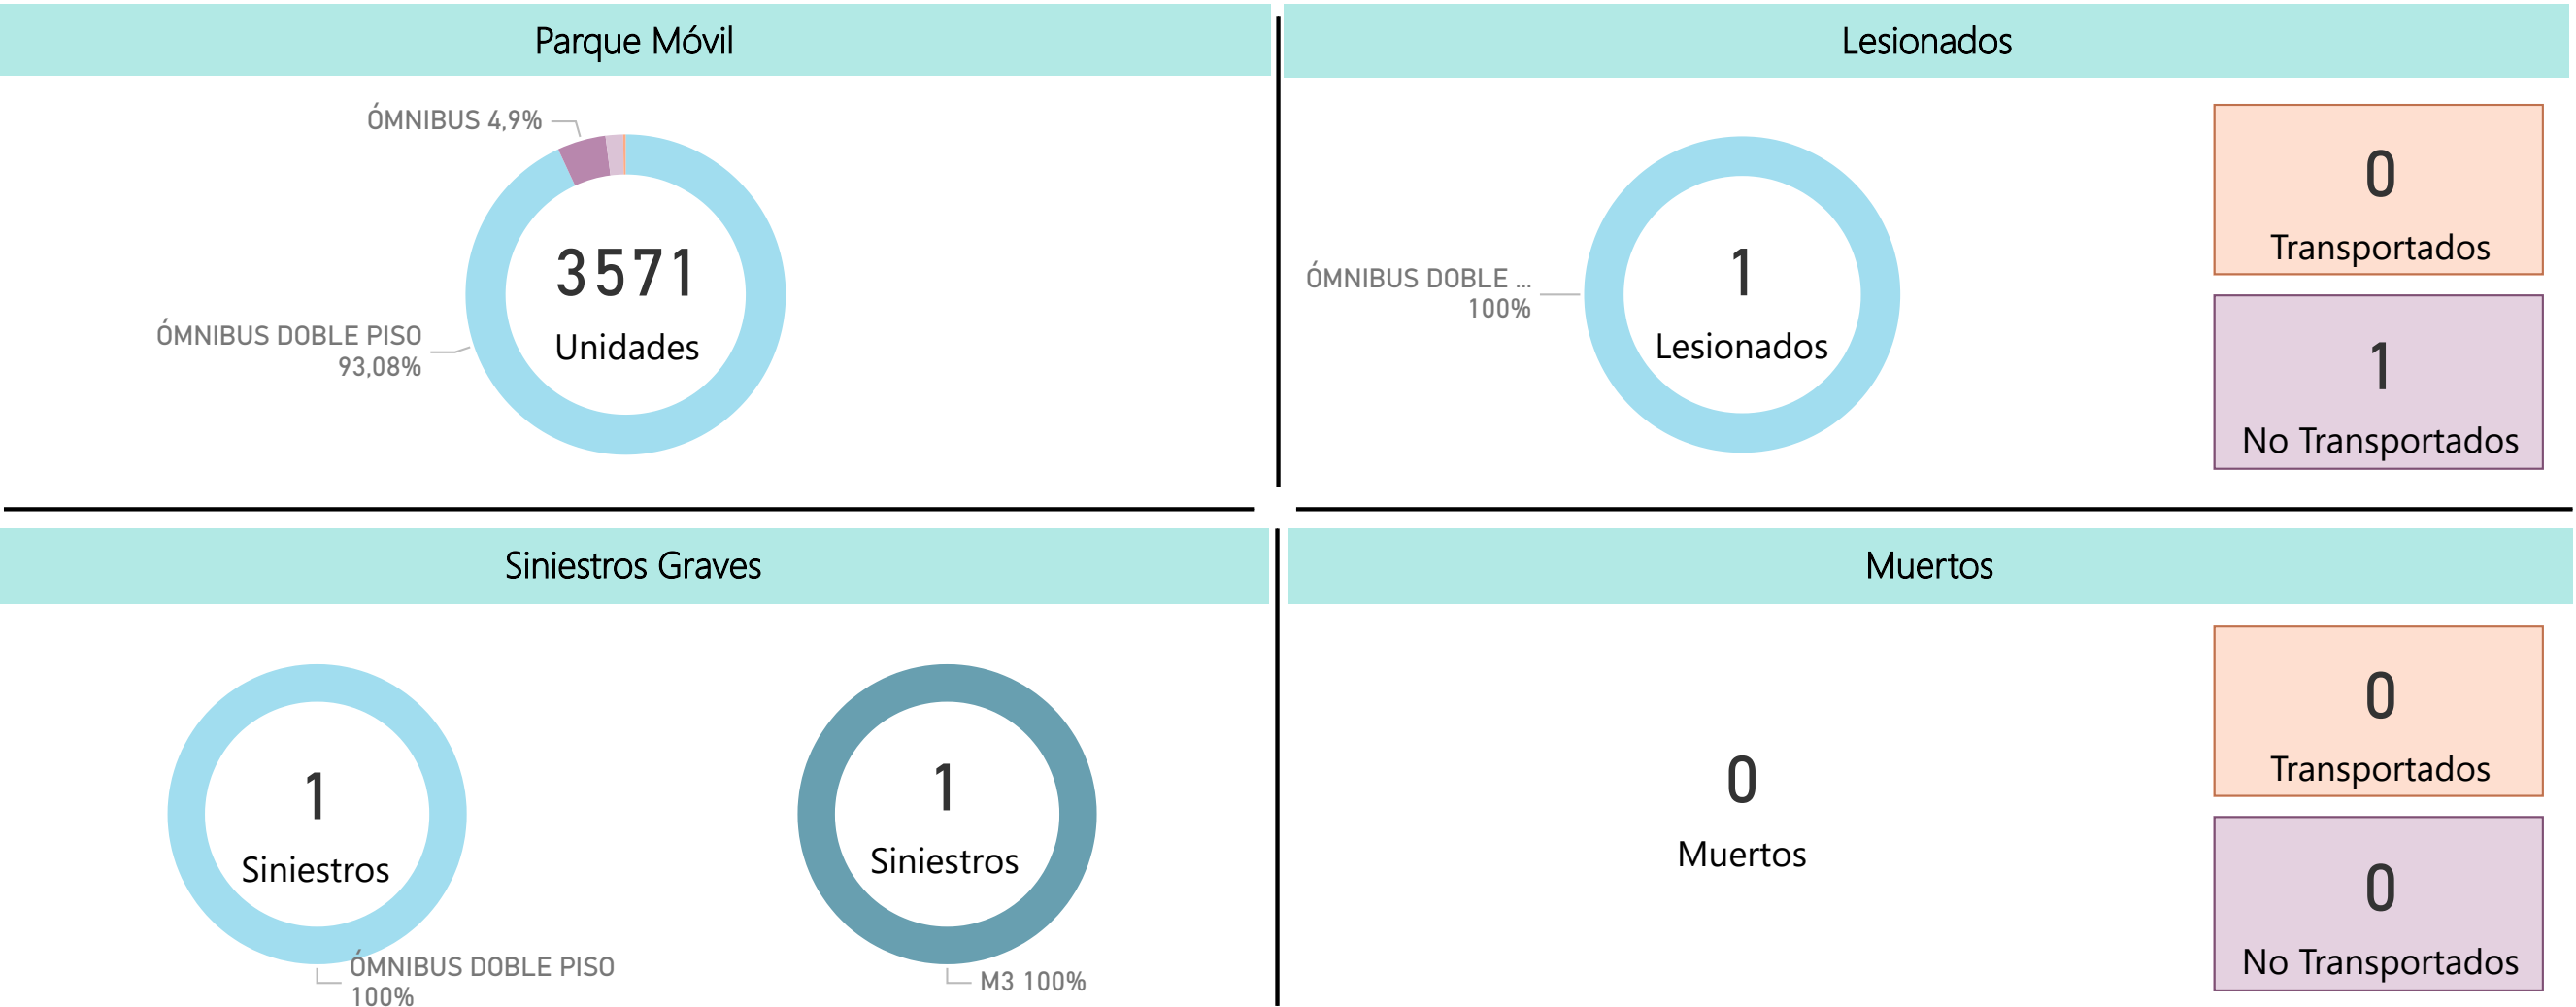 Parque Móvil
ÓMNIBUS 4,9%
3571
Unidades
ÓMNIBUS DOBLE PISO
93,08%
Lesionados
ÓMNIBUS DOBLE ...
100%
1
Lesionados
0
Transportados
1
No Transportados
Siniestros Graves
1
Siniestros
ÓMNIBUS DOBLE PISO
100%
1
Siniestros
M3 100%
Muertos
0
Muertos
0
Transportados
0
No Transportados